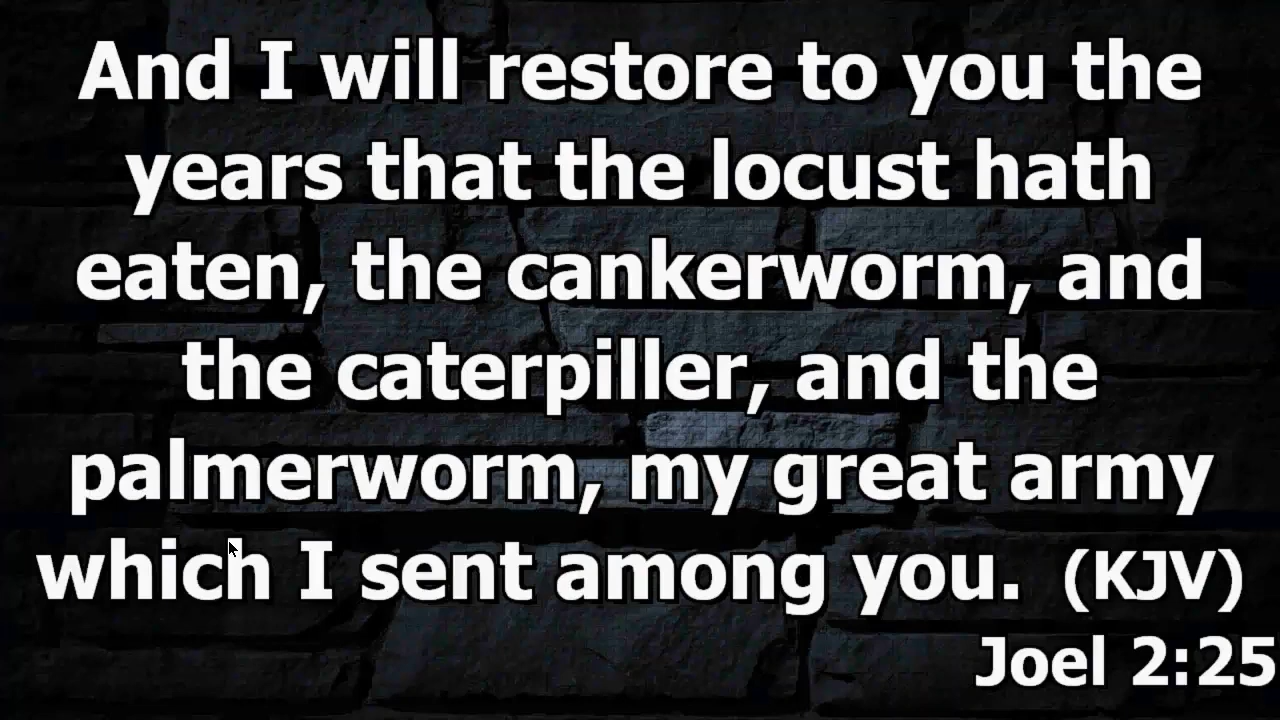 And I will restore to you the
years that the locust hath
eaten, the cankerworm, and
the caterpiller, and the
palmerworm, my great army
which I sent among you. (KJV)
Joel 2:25